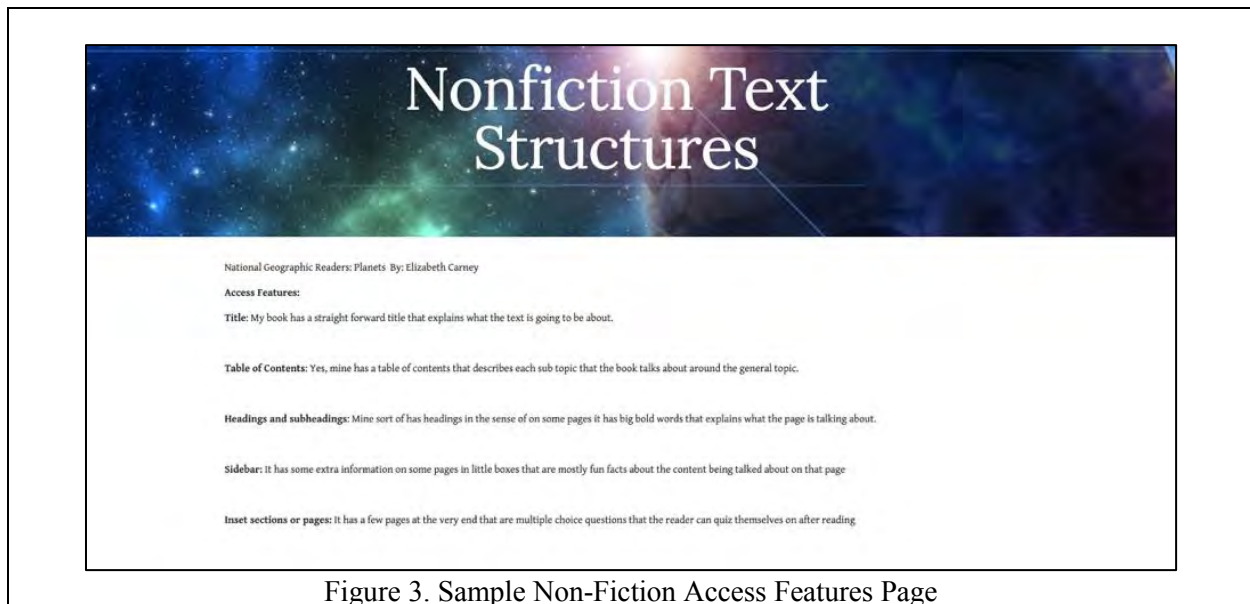 Nonfiction Text
Structures
National Geographic Readers: Planets By: Elizabeth Carney
Access Features:
Title: My book has a straight forward title that explains what the text is going to be about.
Table of Contents: Yes, mine has a table of contents that describes each sub topic that the book talks about around the general topic.
Headings and subheadings: Mine sort of has headings in the sense of on some pages it has big bold words that explains what the page is talking about.
Sidebar: It has some extra information on some pages in little boxes that are mostly fun facts about the content being talked about on that page
Inset sections or pages: It has a few pages at the very end that are multiple choice questions that the reader can quiz themselves on after reading
Figure 3. Sample Non-Fiction Access Features Page